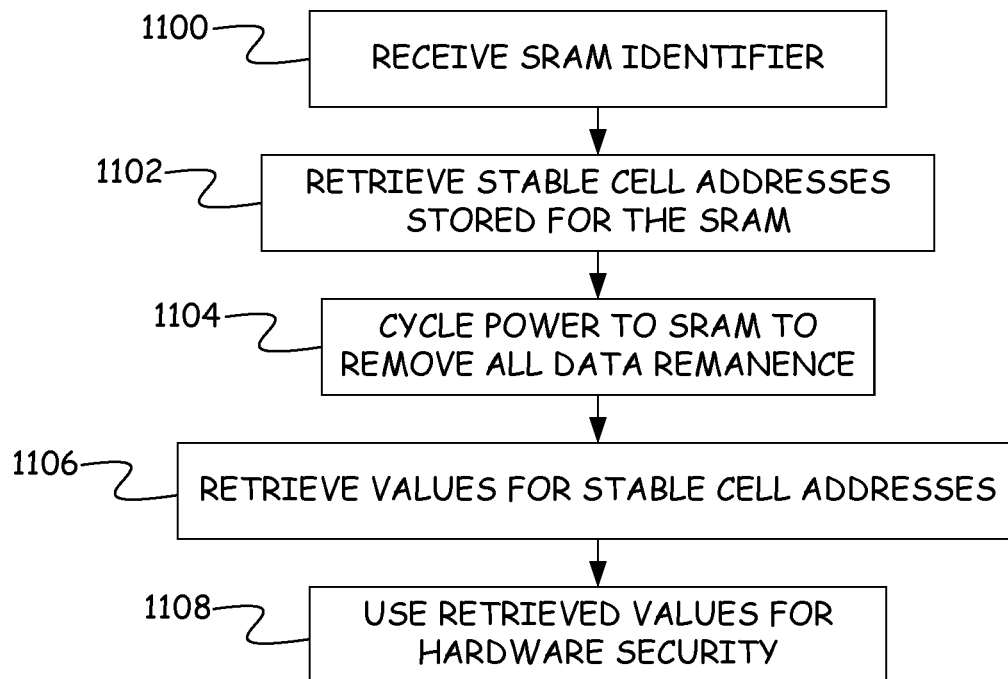 1100
RECEIVE SRAM IDENTIFIER
1102
RETRIEVE STABLE CELL ADDRESSES
STORED FOR THE SRAM
1104
CYCLE POWER TO SRAM TO
REMOVE ALL DATA REMANENCE
1106
RETRIEVE VALUES FOR STABLE CELL ADDRESSES
1108
USE RETRIEVED VALUES FOR
HARDWARE SECURITY